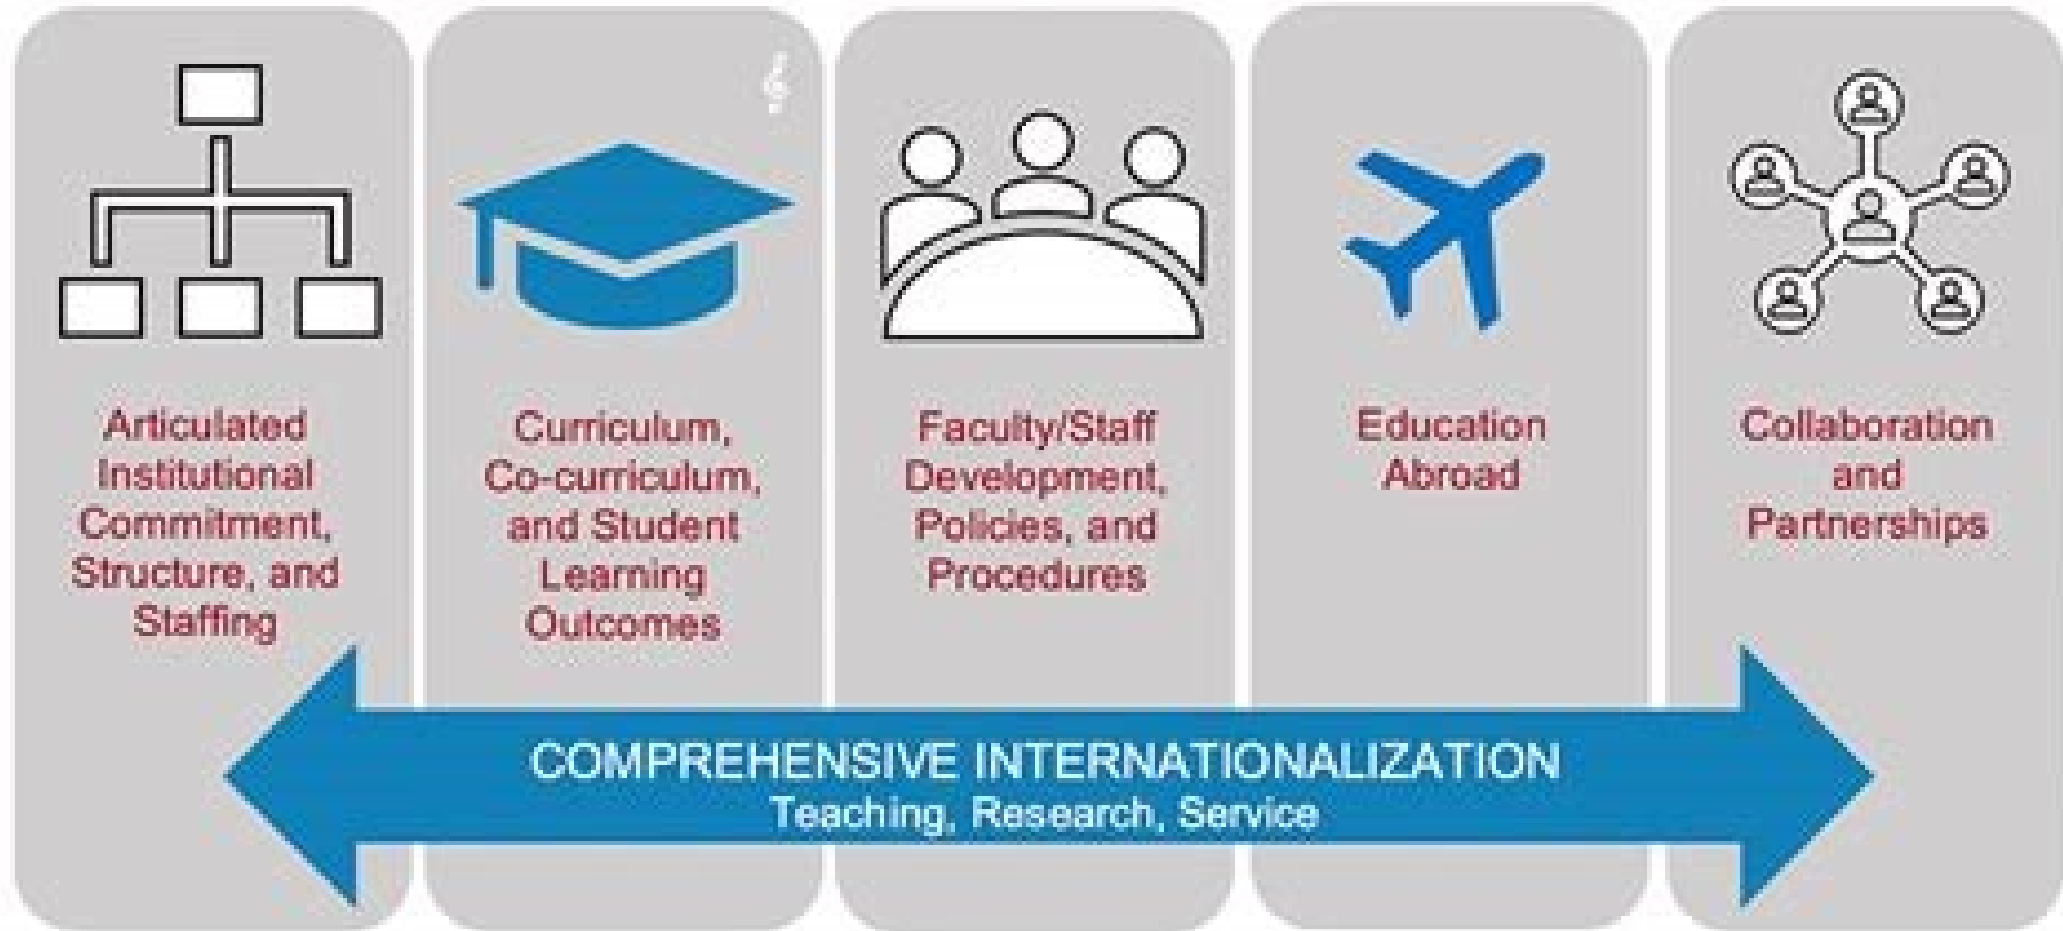 Articulated
Institutional
Commitment,
Structure, and
Staffing
Curriculum,
Co-curriculum,
and Student
Learning
Outcomes
Faculty/Staff
Development,
Policies, and
Procedures
Education
Abroad
Collaboration
and
Partnerships
COMPREHENSIVE INTERNATIONALIZATION
Teaching, Research, Service